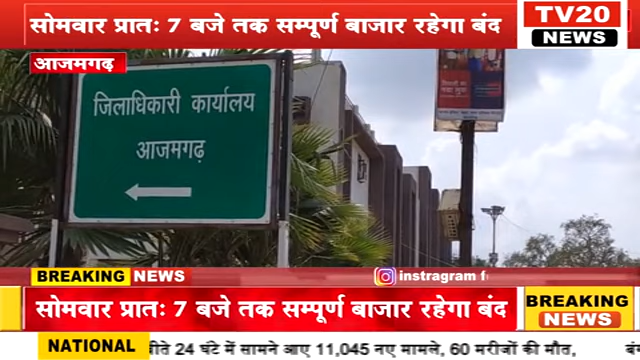 सोमवार प्रातः 7 बजे तक सम्पूर्ण बाजार रहेगा बंद
TV20
NEWS
आजमगढ़
जिलाधिकारी कार्यालय
आजमगढ़
BREAKING NEWS
instragram f
सोमवार प्रातः 7 बजे तक सम्पूर्ण बाजार रहेगा बंद
BREAKING
NEWS
NATIONAL
24 घंटे में सामने आए 11,045 नए मामले, 60 मरीजों की मौत,